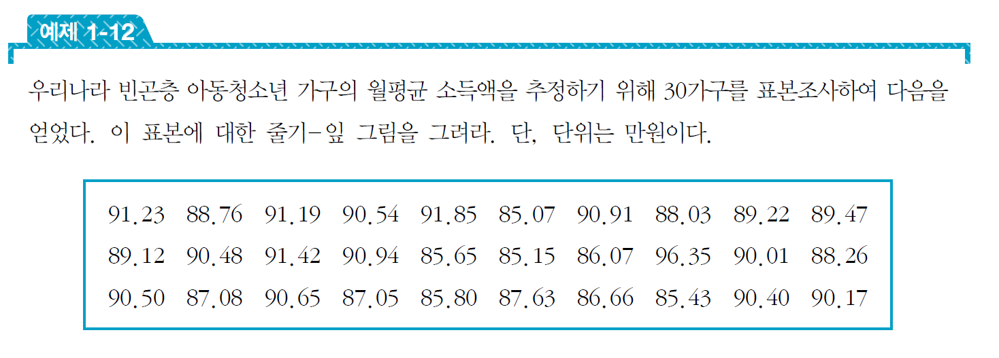 예제 1-12
우리나라 빈곤층 아동청소년 가구의 월평균 소득액을 추정하기 위해 30가구를 표본조사하여 다음을
얻었다. 이 표본에 대한 줄기-잎 그림을 그려라. 단, 단위는 만원이다.
91.23 88.76 91.19 90.54 91.85 85.07 90.91 88.03 89.22 89.47
89.12 90.48 91.42 90.94 85.65 85.15 86.07 96.35 90.01 88.26
90.50 87.08 90.65 87.05 85.80 87.63 86.66 85.43 90.40 90.17